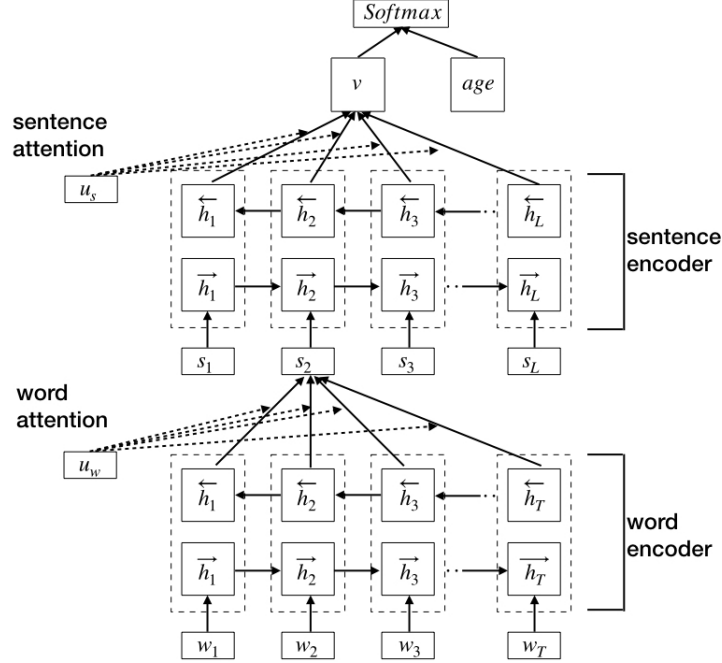 Softmax
v age
sentence
attention
u_s
←h_1 ←h_2 ←h_3 ←h_L
→h_1 →h_2 →h_3 →h_L
sentence
encoder
s_1 s_2 s_3 s_L
word
attention
u_w
←h_1 ←h_2 ←h_3 ←h_T
→h_1 →h_2 →h_3 →h_T
word
encoder
w_1 w_2 w_3 w_T